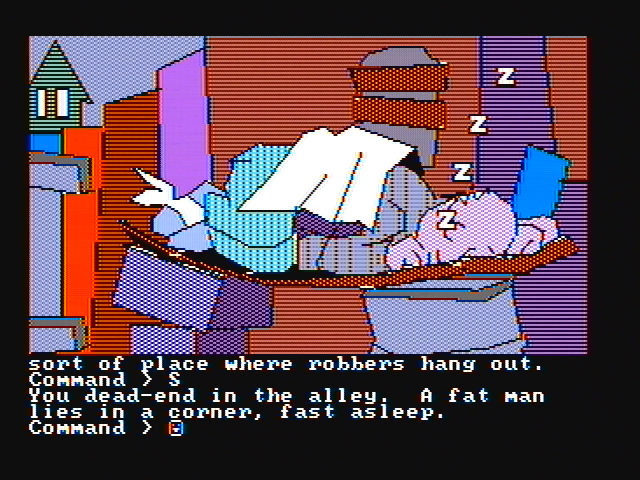 Z
Z
Z
Z
sort of place where robbers hang out.
Command > S
You dead-end in the alley.  A fat man
lies in a corner, fast asleep.
Command >